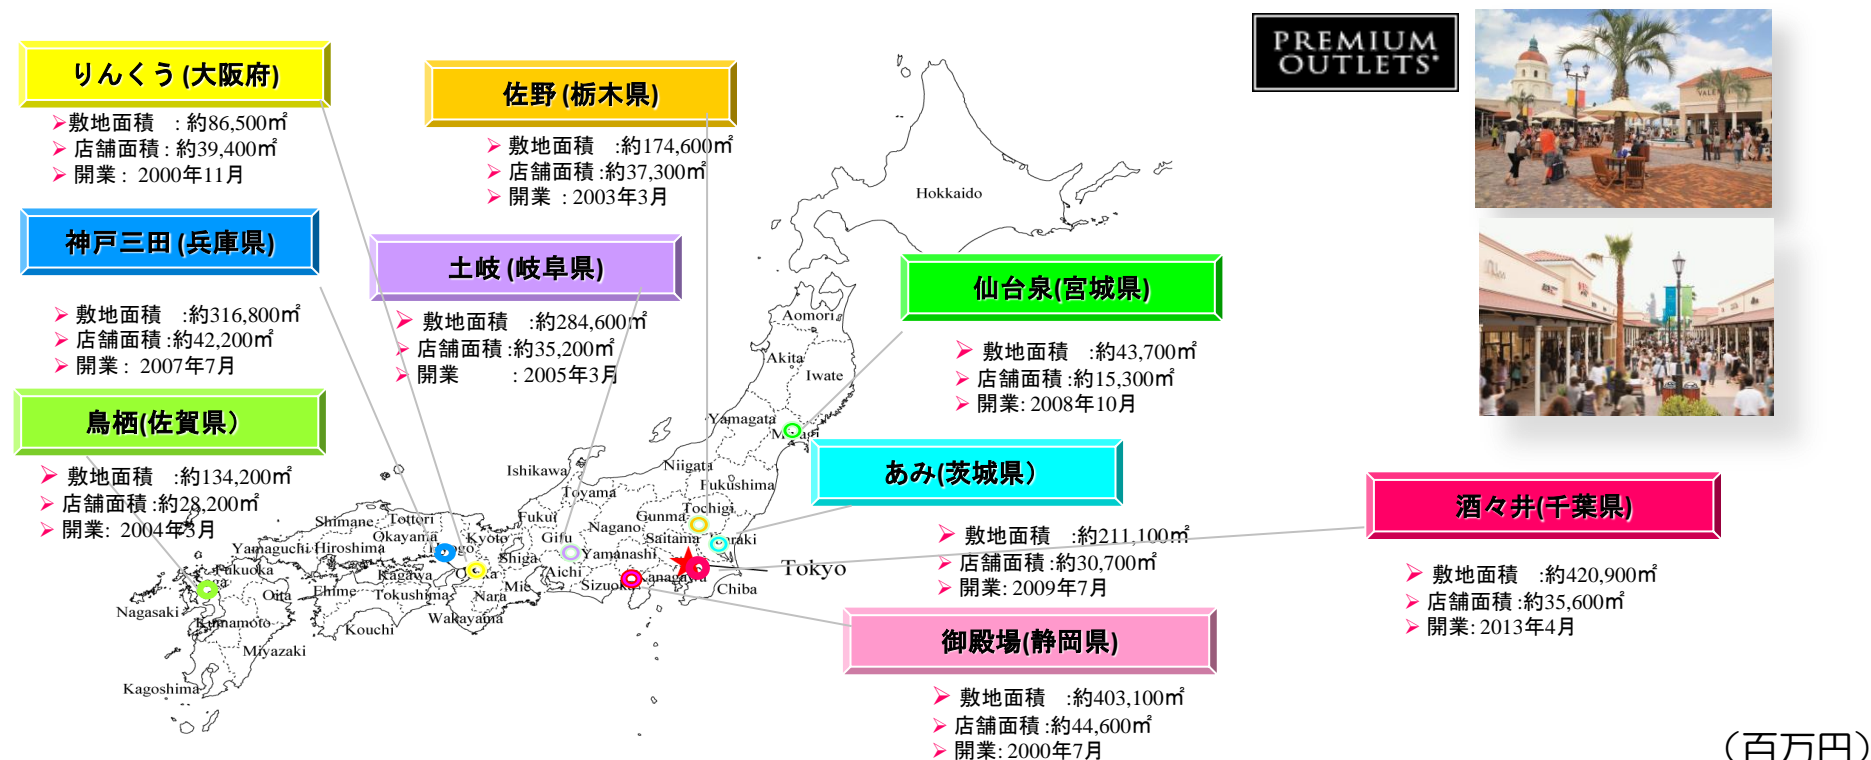 PREMIUM
OUTLETS
りんくう(大阪府)
敷地面積 : 約86,500㎡
店舗面積 : 約39,400㎡
開業 : 2000年11月
佐野(栃木県)
敷地面積 :約174,600㎡
店舗面積 :約37,300㎡
開業 : 2003年3月
神戸三田(兵庫県)
敷地面積 :約316,800㎡
店舗面積 :約42,200㎡
開業 : 2007年7月
土岐(岐阜県)
敷地面積 :約284,600㎡
店舗面積 :約35,200㎡
開業 : 2005年3月
仙台泉(宮城県)
敷地面積 :約43,700㎡
店舗面積 :約15,300㎡
開業: 2008年10月
鳥栖(佐賀県）
敷地面積 :約134,200㎡
店舗面積 :約28,200㎡
開業: 2004年3月
あみ(茨城県）
敷地面積 :約211,100㎡
店舗面積 :約30,700㎡
開業: 2009年7月
酒々井(千葉県)
敷地面積 :約420,900㎡
店舗面積 :約35,600㎡
開業: 2013年4月
御殿場(静岡県)
敷地面積 :約403,100㎡
店舗面積 :約44,600㎡
開業: 2000年7月
Hokkaido
Aomori
Akita
Iwate
Yamagata
Niigata
Fukushima
Ishikawa
Toyama
Tochigi
Gunma
Fukui
Nagano
Saitama
Gifu
Yamanashi
Tokyo
Chiba
Sizuoka
Aichi
Shiga
Kyoto
Mie
Nara
Wakayama
Tottori
Shimane
Okayama
Hiroshima
Yamaguchi
Kagawa
Tokushima
Ehime
Kouchi
Fukuoka
Oita
Nagasaki
Kumamoto
Miyazaki
Kagoshima
（百万円）